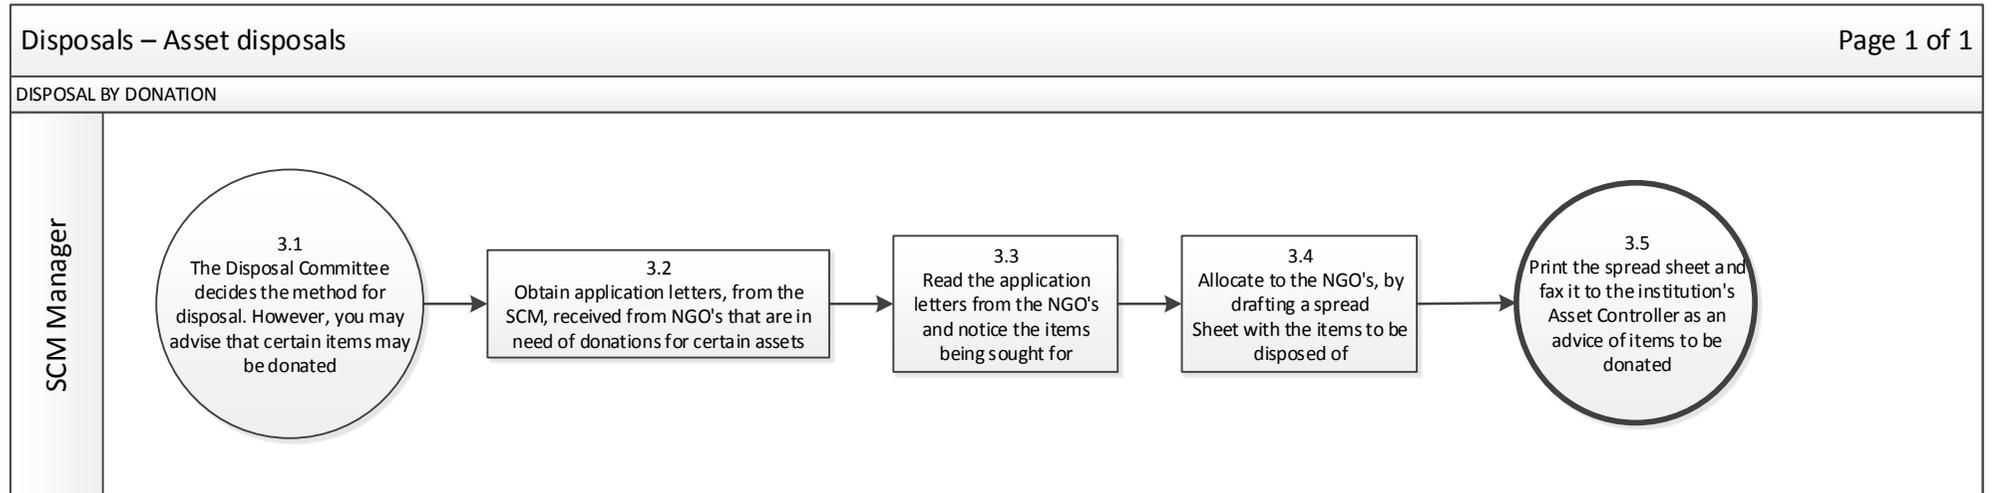 Disposals – Asset disposals
Page 1 of 1
DISPOSAL BY DONATION
SCM Manager
3.1
The Disposal Committee
decides the method for
disposal. However, you may
advise that certain items may
be donated
3.2
Obtain application letters, from the
SCM, received from NGO's that are in
need of donations for certain assets
3.3
Read the application
letters from the NGO's
and notice the items
being sought for
3.4
Allocate to the NGO's, by
drafting a spread
Sheet with the items to be
disposed of
3.5
Print the spread sheet and
fax it to the institution's
Asset Controller as an
advice of items to be
donated